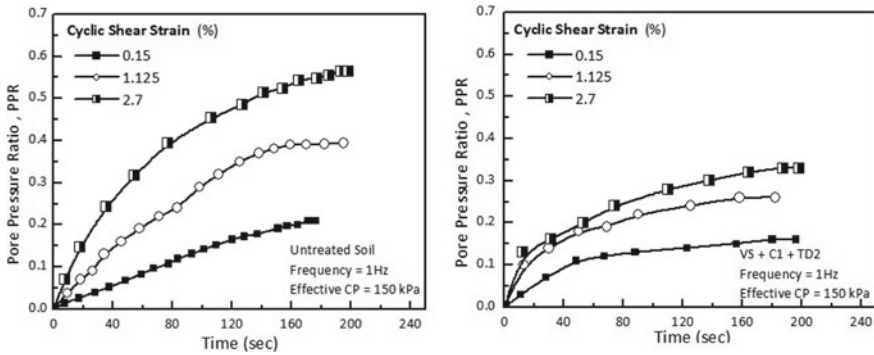 Cyclic Shear Strain (%)
0.15
1.125
2.7
Pore Pressure Ratio , PPR
0.7
0.6
0.5
0.4
0.3
0.2
0.1
0.0
0 40 80 120 160 200 240
Time (sec)
Untreated Soil
Frequency = 1Hz
Effective CP = 150 kPa
Cyclic Shear Strain (%)
0.15
1.125
2.7
Pore Pressure Ratio , PPR
0.7
0.6
0.5
0.4
0.3
0.2
0.1
0.0
0 40 80 120 160 200 240
Time (sec)
VS + C1 + TD2
Frequency = 1Hz
Effective CP = 150 kPa